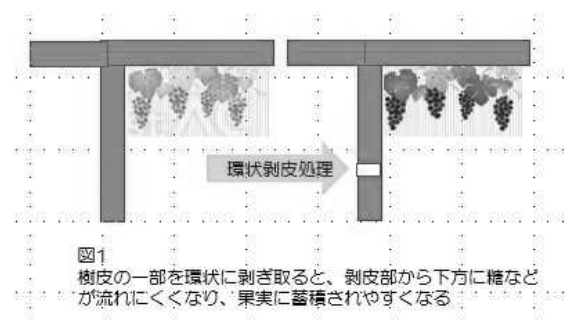 環状剥皮処理
図1
樹皮の一部を環状に剥ぎ取ると、剥皮部から下方に糖など
が流れにくくなり、果実に蓄積されやすくなる